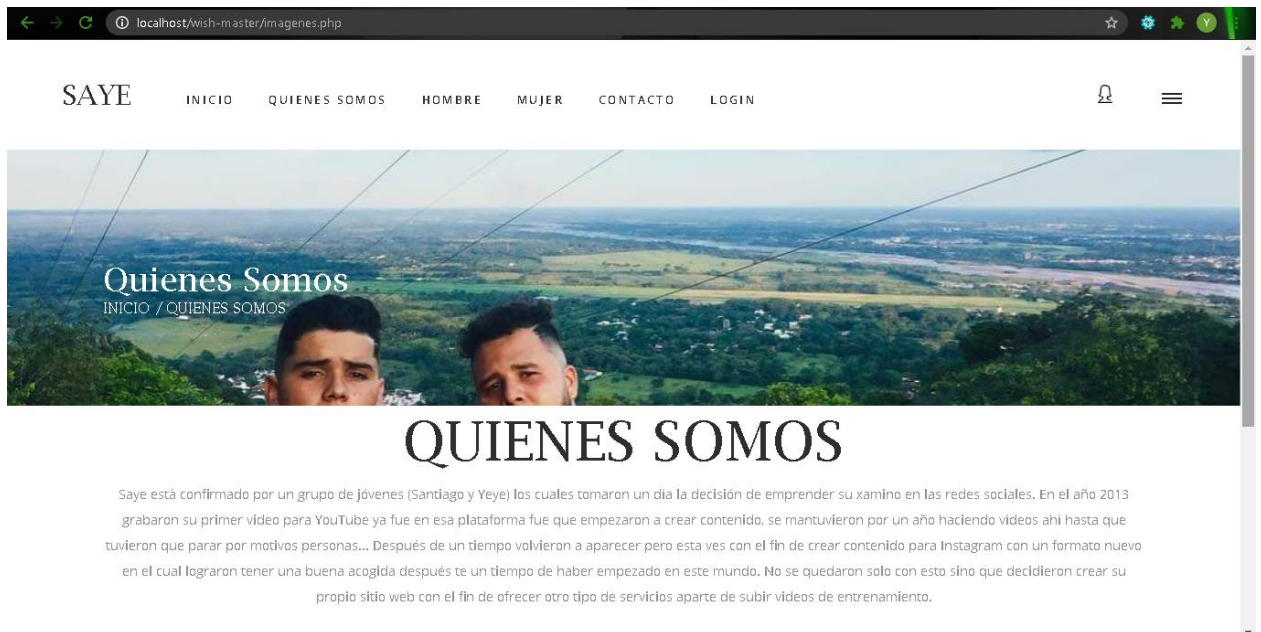 localhost/wish-master/imagenes.php
Y
SAYE INICIO QUIENES SOMOS HOMBRE MUJER CONTACTO LOGIN
Quienes Somos
INICIO / QUIENES SOMOS
QUIENES SOMOS
Saye está confirmado por un grupo de jóvenes (Santiago y Yeye) los cuales tomaron un día la decisión de emprender su xamino en las redes sociales. En el año 2013
grabaron su primer video para YouTube ya fue en esa plataforma fue que empezaron a crear contenido, se mantuvieron por un año haciendo videos ahi hasta que
tuvieron que parar por motivos personas... Después de un tiempo volvieron a aparecer pero esta ves con el fin de crear contenido para Instagram con un formato nuevo
en el cual lograron tener una buena acogida después te un tiempo de haber empezado en este mundo. No se quedaron solo con esto sino que decidieron crear su
propio sitio web con el fin de ofrecer otro tipo de servicios aparte de subir videos de entrenamiento.